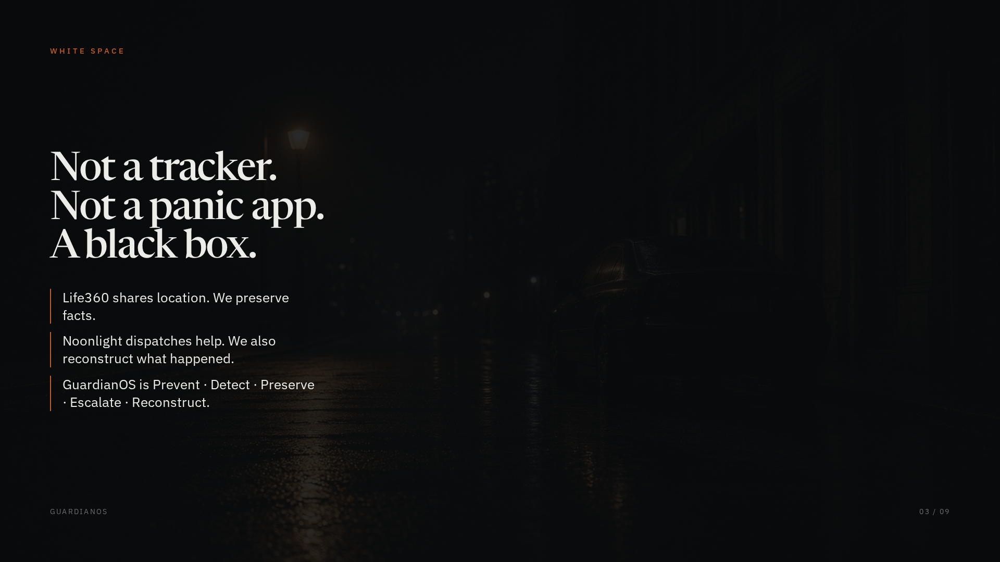 WHITE SPACE
Not a tracker.
Not a panic app.
A black box.
Life360 shares location. We preserve
facts.
Noonlight dispatches help. We also
reconstruct what happened.
GuardianOS is Prevent · Detect · Preserve
· Escalate · Reconstruct.
GUARDIANOS
03 / 09